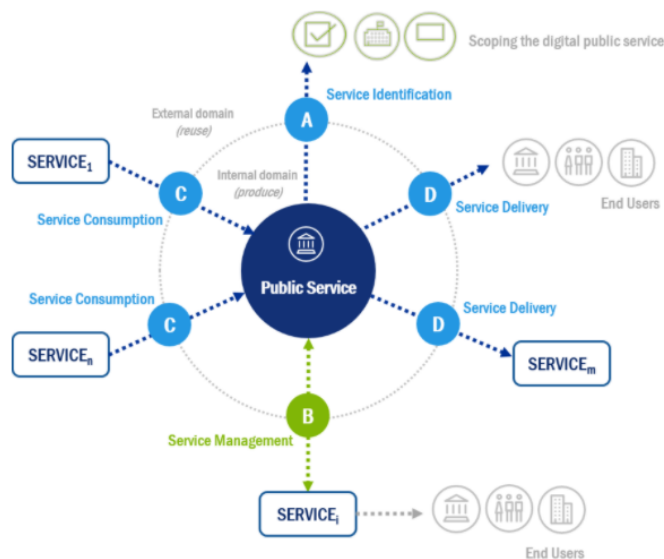 Scoping the digital public service
Service Identification
A
External domain
(reuse)
Internal domain
(produce)
SERVICE1
C
Service Consumption
D
Service Delivery
End Users
Public Service
Service Consumption
C
SERVICEn
Service Delivery
D
SERVICEm
B
Service Management
SERVICEi
End Users